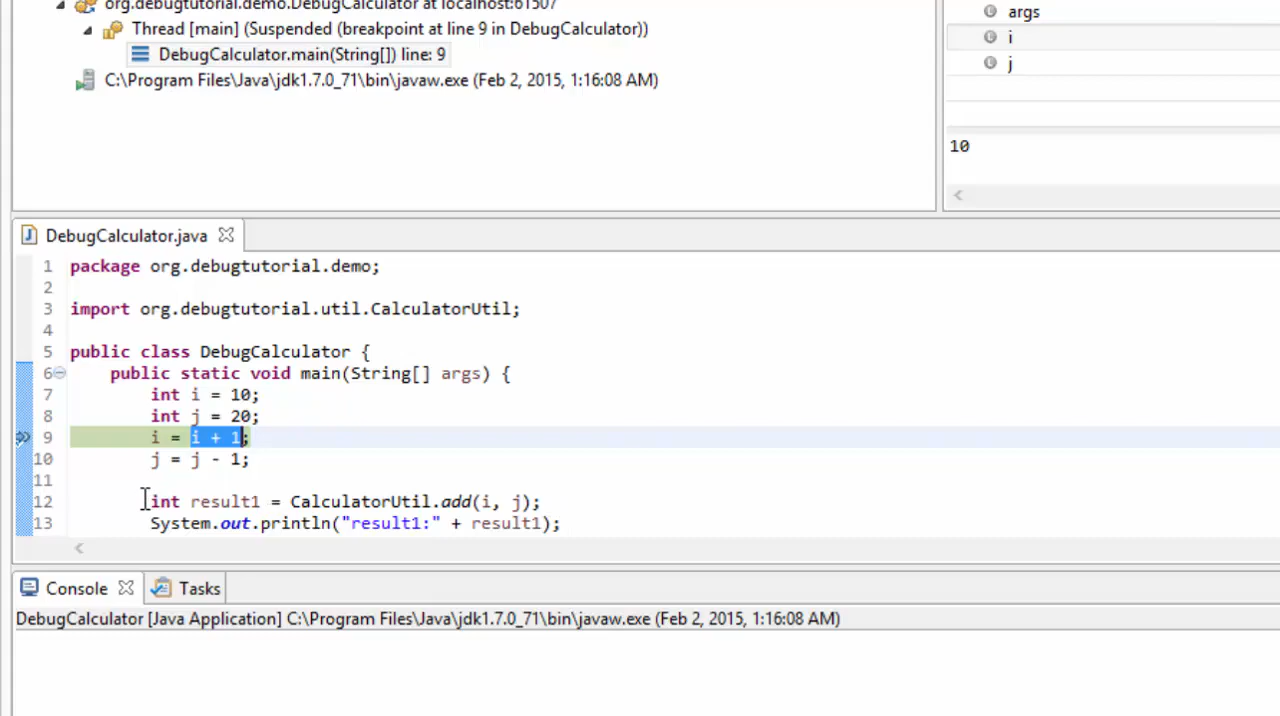 org.debugtutorial.demo.DebugCalculator at localhost:61507
Thread [main] (Suspended (breakpoint at line 9 in DebugCalculator))
DebugCalculator.main(String[]) line: 9
C:\Program Files\Java\jdk1.7.0_71\bin\javaw.exe (Feb 2, 2015, 1:16:08 AM)
args
i
j
10
DebugCalculator.java
1 package org.debugtutorial.demo;
2
3 import org.debugtutorial.util.CalculatorUtil;
4
5 public class DebugCalculator {
6 public static void main(String[] args) {
7 int i = 10;
8 int j = 20;
9 i = i + 1;
10 j = j - 1;
11
12 int result1 = CalculatorUtil.add(i, j);
13 System.out.println("result1:" + result1);
Console Tasks
DebugCalculator [Java Application] C:\Program Files\Java\jdk1.7.0_71\bin\javaw.exe (Feb 2, 2015, 1:16:08 AM)